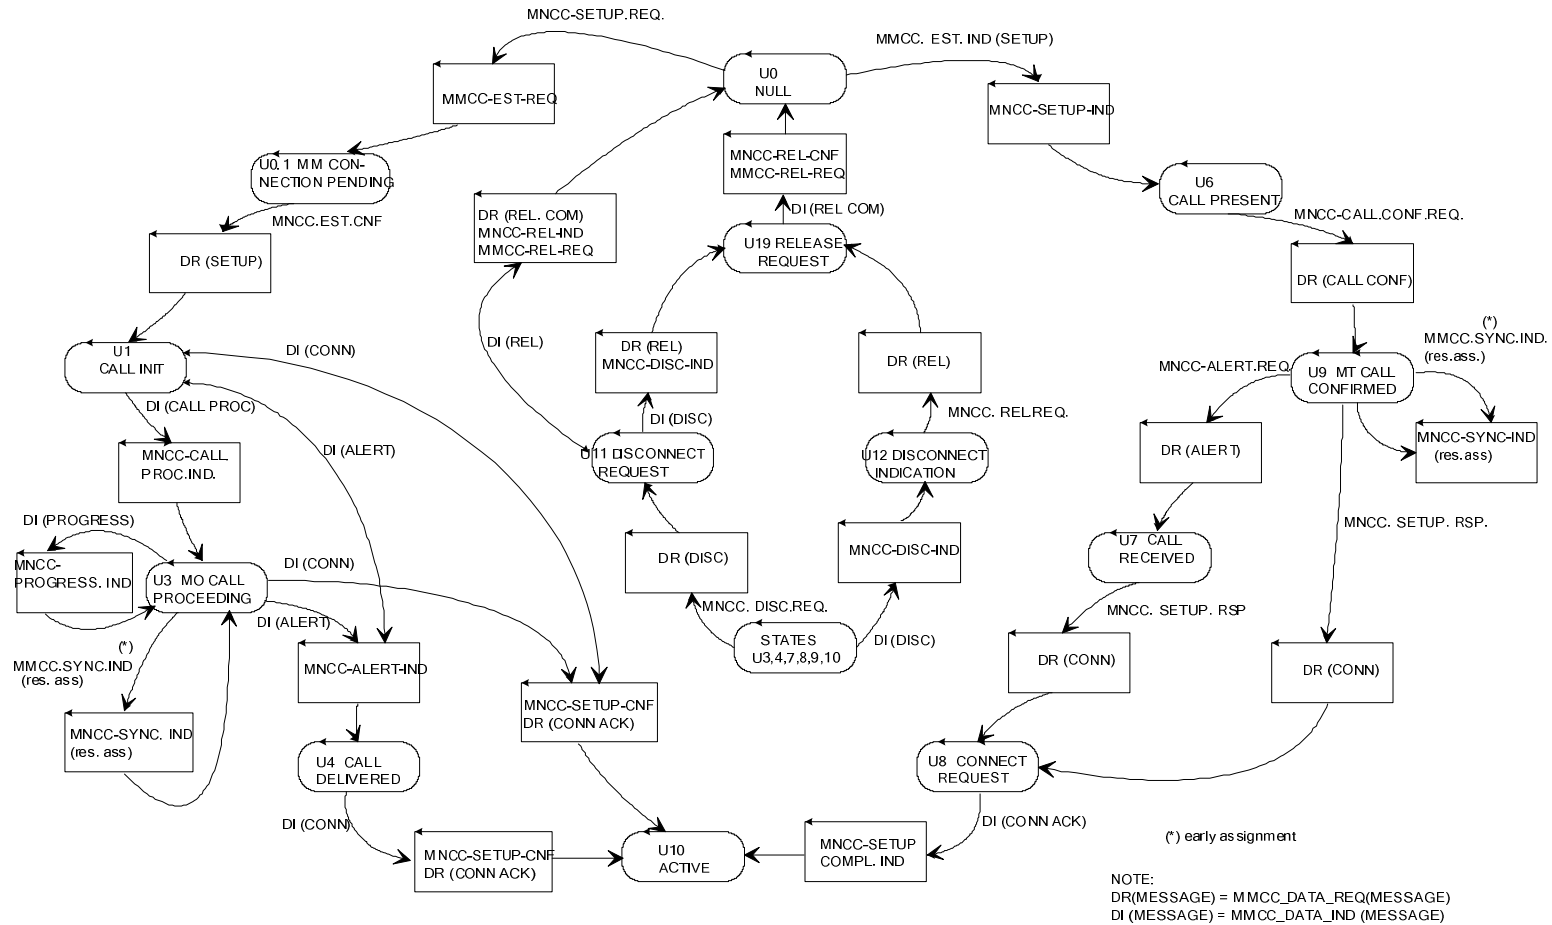 MNCC-SETUP.REQ.
MMCC. EST. IND (SETUP)
U0
NULL
MMCC-EST-REQ
MNCC-SETUP-IND
U0.1 MM CON-
NECTION PENDING
MNCC-REL-CNF
MMCC-REL-REQ
U6
CALL PRESENT
MNCC.EST.CNF
DI (REL COM)
MNCC-CALL.CONF.REQ.
DR (REL. COM)
MNCC-REL-IND
MMCC-REL-REQ
DR (SETUP)
U19 RELEASE
REQUEST
DR (CALL CONF)
(*)
MMCC.SYNC.IND.
(res.ass.)
U1
CALL INIT
DI (CONN)
DI (REL)
DR (REL)
MNCC-DISC-IND
DR (REL)
MNCC-ALERT.REQ
U9 MT CALL
CONFIRMED
DI (CALL PROC)
DI (DISC)
MNCC. REL.REQ.
MNCC-CALL.
PROC.IND.
DI (ALERT)
U11 DISCONNECT
REQUEST
U12 DISCONNECT
INDICATION
DR (ALERT)
MNCC-SYNC-IND
(res.ass)
DI (PROGRESS)
MNCC. SETUP. RSP.
MNCC-
PROGRESS. IND
U3 MO CALL
PROCEEDING
DI (CONN)
DR (DISC)
MNCC-DISC-IND
U7 CALL
RECEIVED
DI (ALERT)
MNCC. DISC.REQ.
MNCC. SETUP. RSP
(*)
MMCC.SYNC.IND
(res. ass)
STATES
U3,4,7,8,9,10
DI (DISC)
MNCC-ALERT-IND
DR (CONN)
DR (CONN)
MNCC-SYNC. IND
(res. ass)
MNCC-SETUP-CNF
DR (CONN ACK)
U4 CALL
DELIVERED
U8 CONNECT
REQUEST
DI (CONN)
DI (CONN ACK)
(*) early assignment
MNCC-SETUP-CNF
DR (CONN ACK)
U10
ACTIVE
MNCC-SETUP
COMPL. IND
NOTE:
DR(MESSAGE) = MMCC_DATA_REQ(MESSAGE)
DI (MESSAGE) = MMCC_DATA_IND (MESSAGE)